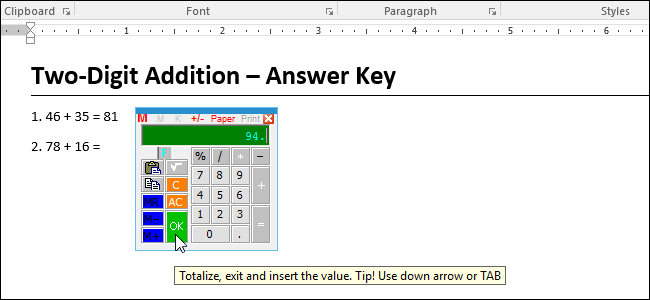 Clipboard Font Paragraph Styles
1 2 3 4 5 6
Two-Digit Addition – Answer Key
1. 46 + 35 = 81
2. 78 + 16 =
M M K +/- Paper Print
94.
F
% / * −
√ 7 8 9 +
C 4 5 6
MR AC 1 2 3 =
M- OK 0 .
M+
Totalize, exit and insert the value. Tip! Use down arrow or TAB